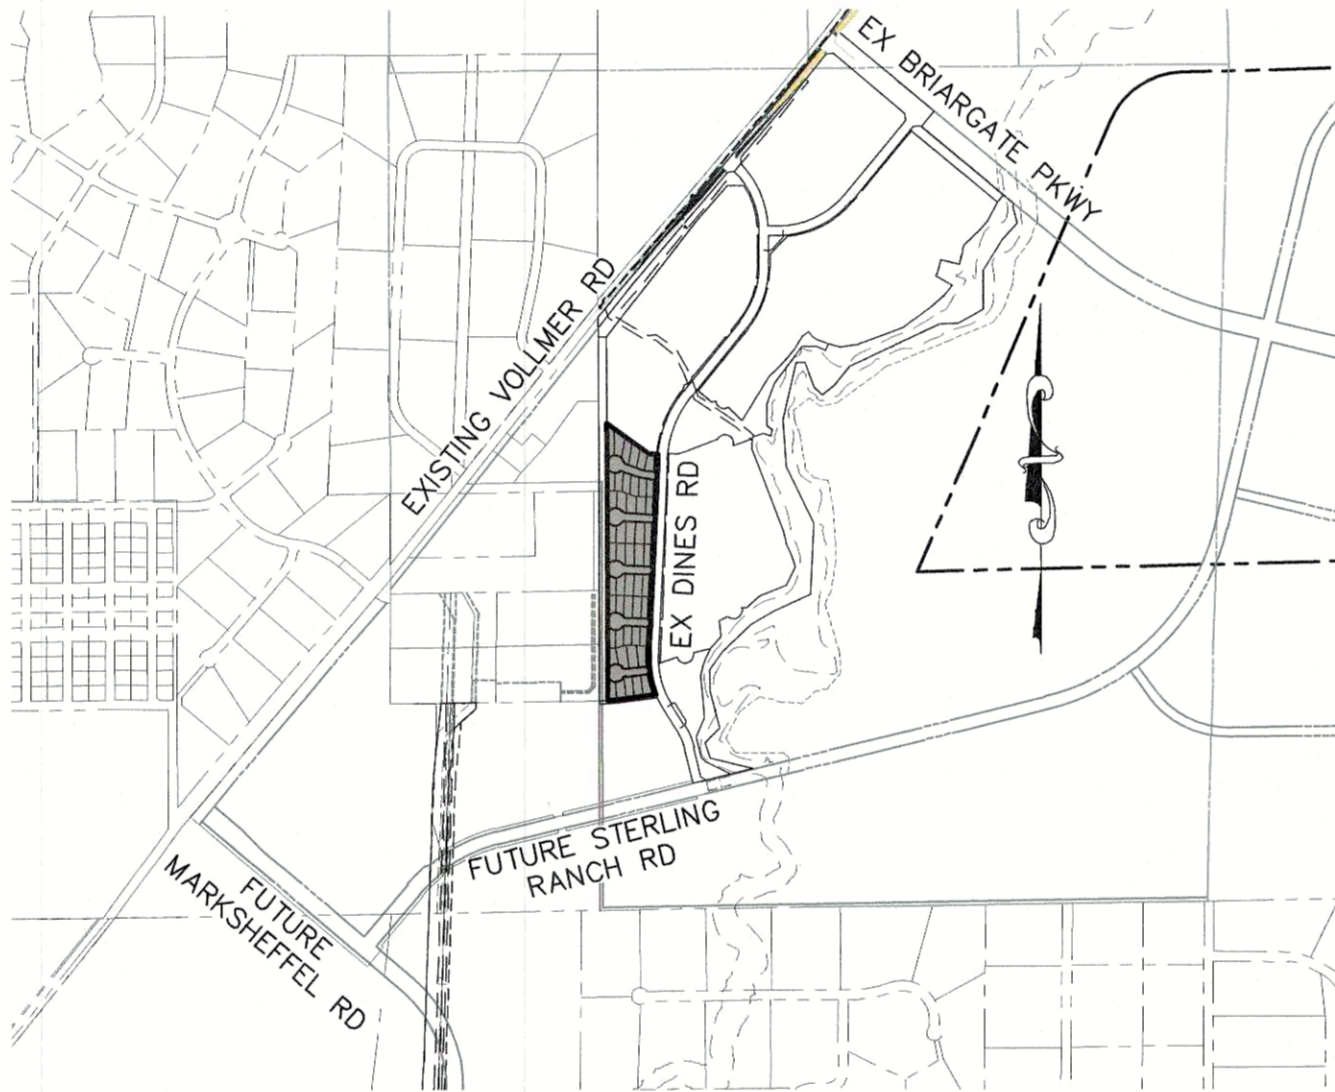 EX BRIARGATE PKWY
EXISTING VOLLMER RD
EX DINES RD
FUTURE STERLING
RANCH RD
FUTURE
MARKSHEFFEL RD